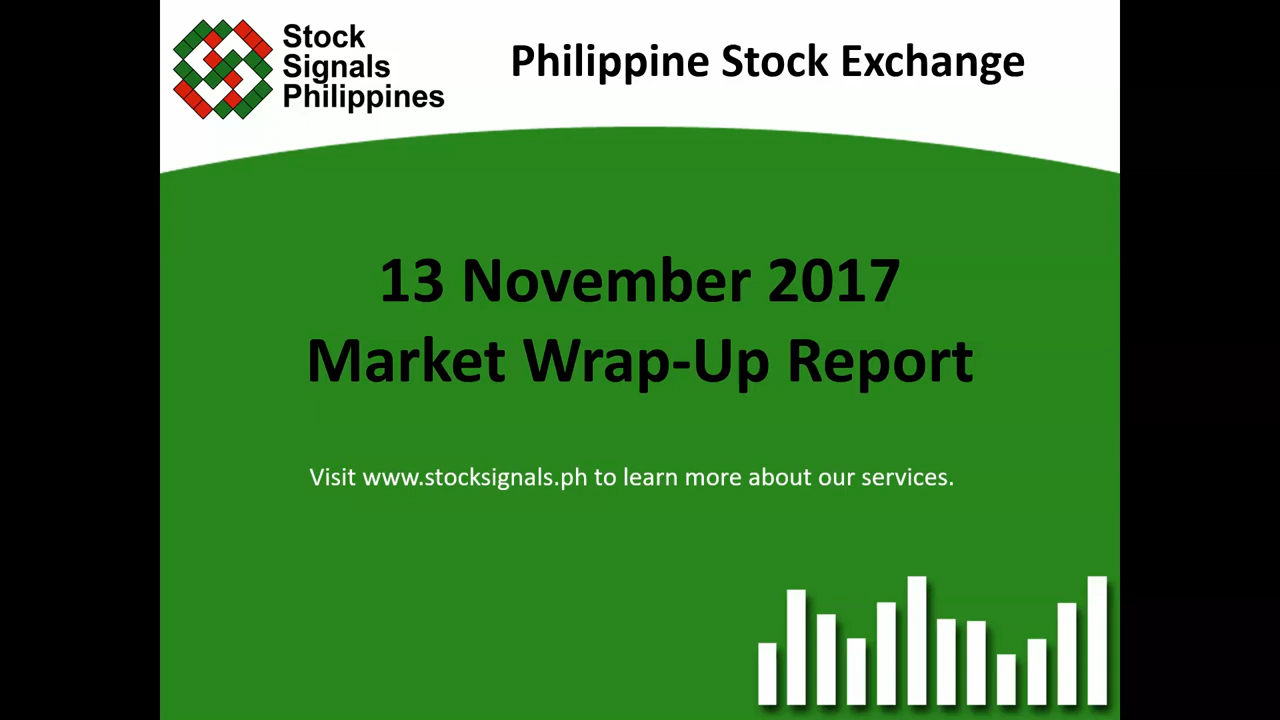 Stock
Signals
Philippines
Philippine Stock Exchange
13 November 2017
Market Wrap-Up Report
Visit www.stocksignals.ph to learn more about our services.